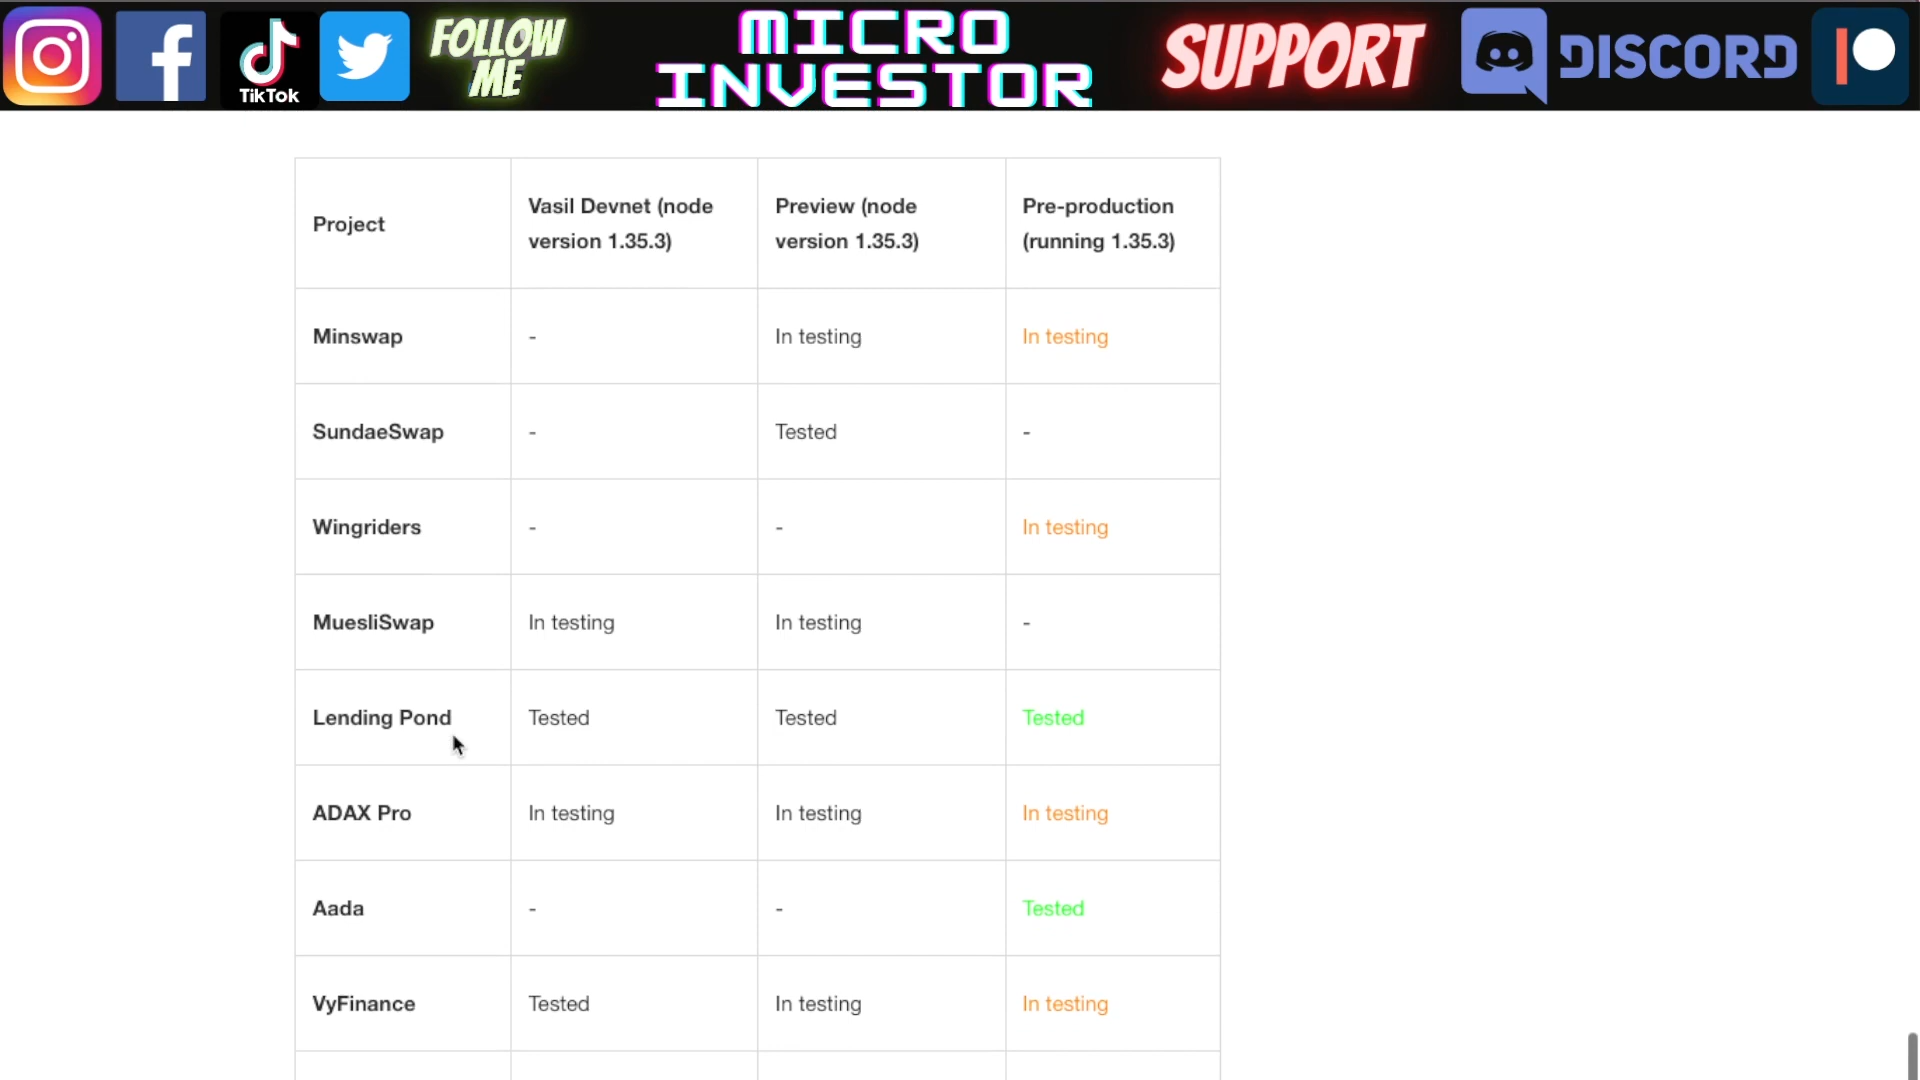 TikTok
FOLLOW
ME
MICRO
INVESTOR
SUPPORT
DISCORD
Project
Vasil Devnet (node
version 1.35.3)
Preview (node
version 1.35.3)
Pre-production
(running 1.35.3)
Minswap
-
In testing
In testing
SundaeSwap
-
Tested
-
Wingriders
-
-
In testing
MuesliSwap
In testing
In testing
-
Lending Pond
Tested
Tested
Tested
ADAX Pro
In testing
In testing
In testing
Aada
-
-
Tested
VyFinance
Tested
In testing
In testing